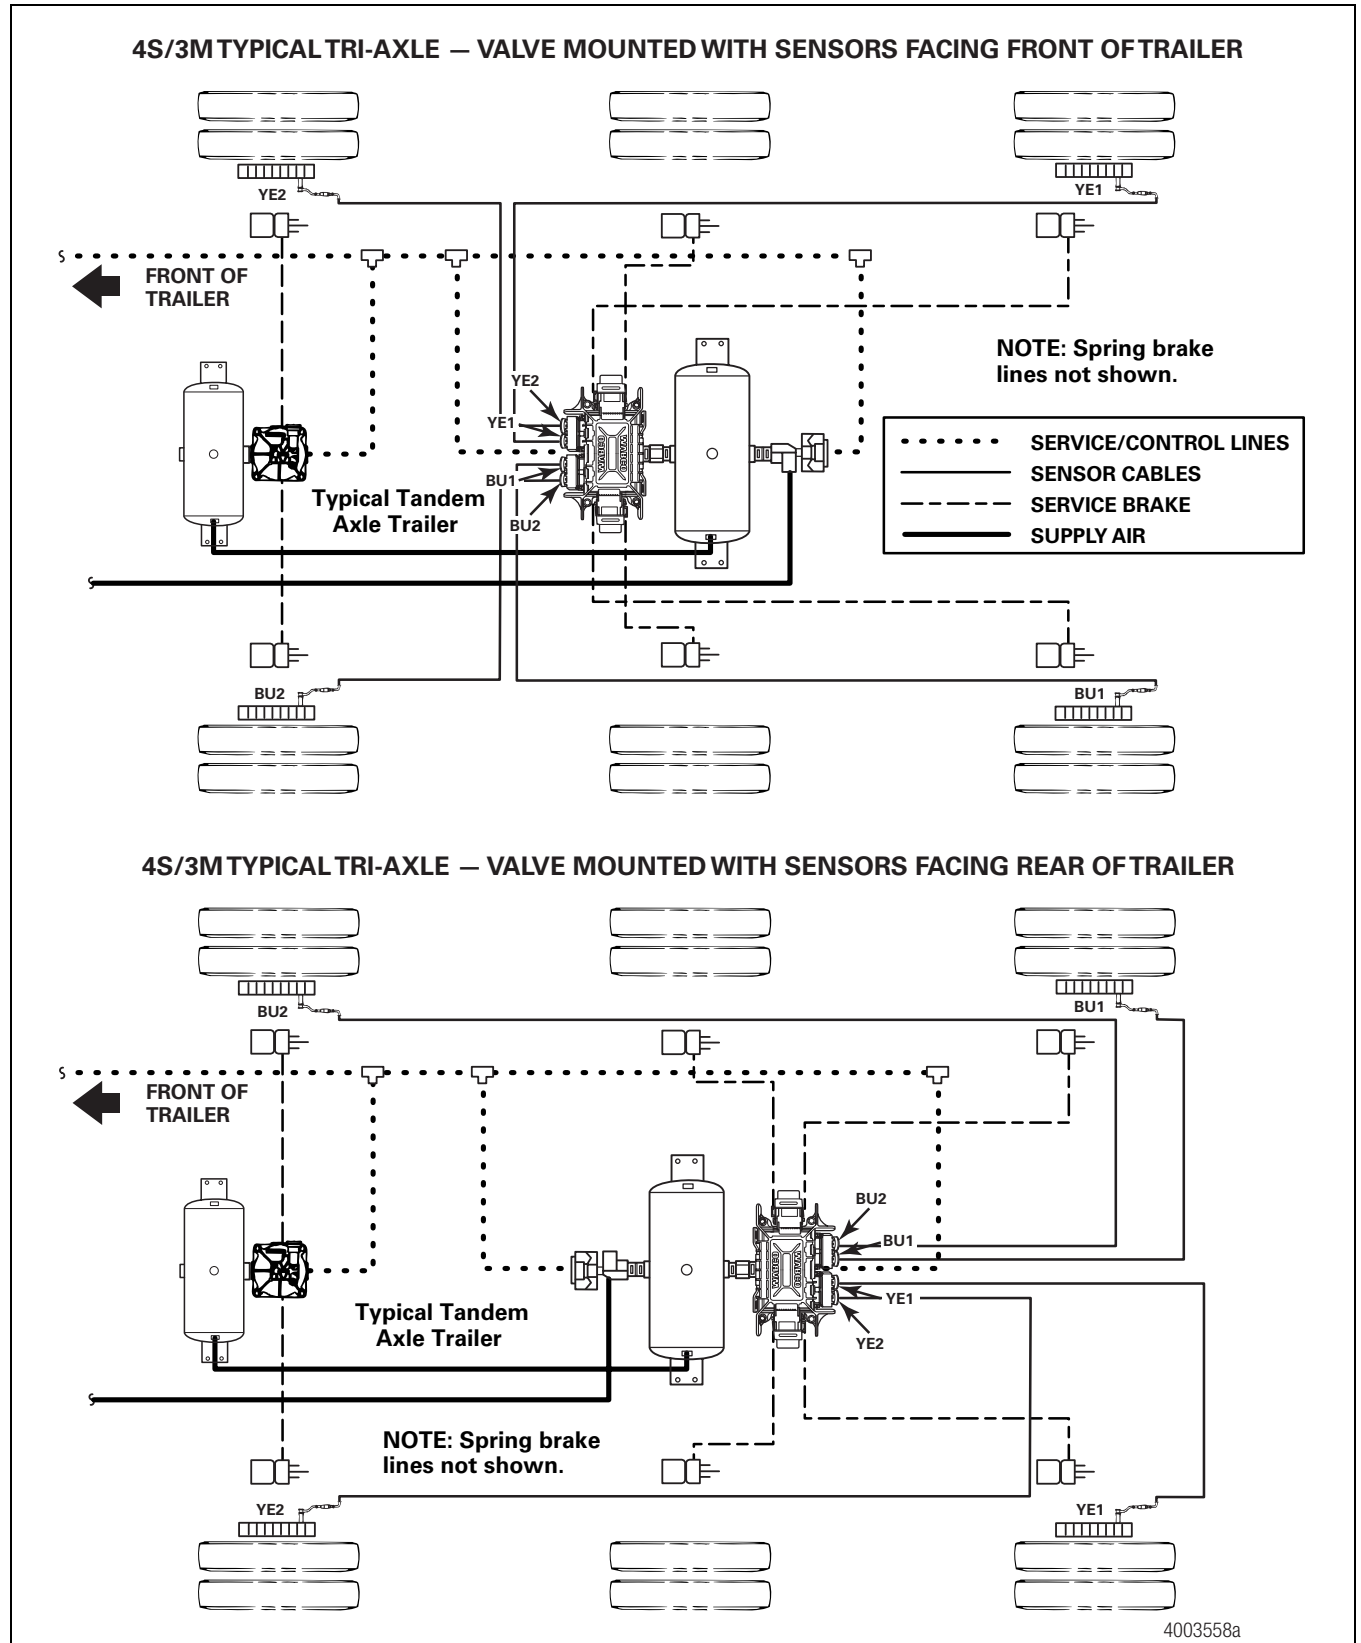 4S/3M TYPICAL TRI-AXLE — VALVE MOUNTED WITH SENSORS FACING FRONT OF TRAILER
YE2
YE1
FRONT OF
TRAILER
NOTE: Spring brake
lines not shown.
YE2
YE1
WABCO
WABCO
BU1
BU2
Typical Tandem
Axle Trailer
SERVICE/CONTROL LINES
SENSOR CABLES
SERVICE BRAKE
SUPPLY AIR
BU2
BU1
4S/3M TYPICAL TRI-AXLE — VALVE MOUNTED WITH SENSORS FACING REAR OF TRAILER
BU2
BU1
FRONT OF
TRAILER
BU2
BU1
WABCO
WABCO
YE1
YE2
Typical Tandem
Axle Trailer
NOTE: Spring brake
lines not shown.
YE2
YE1
4003558a